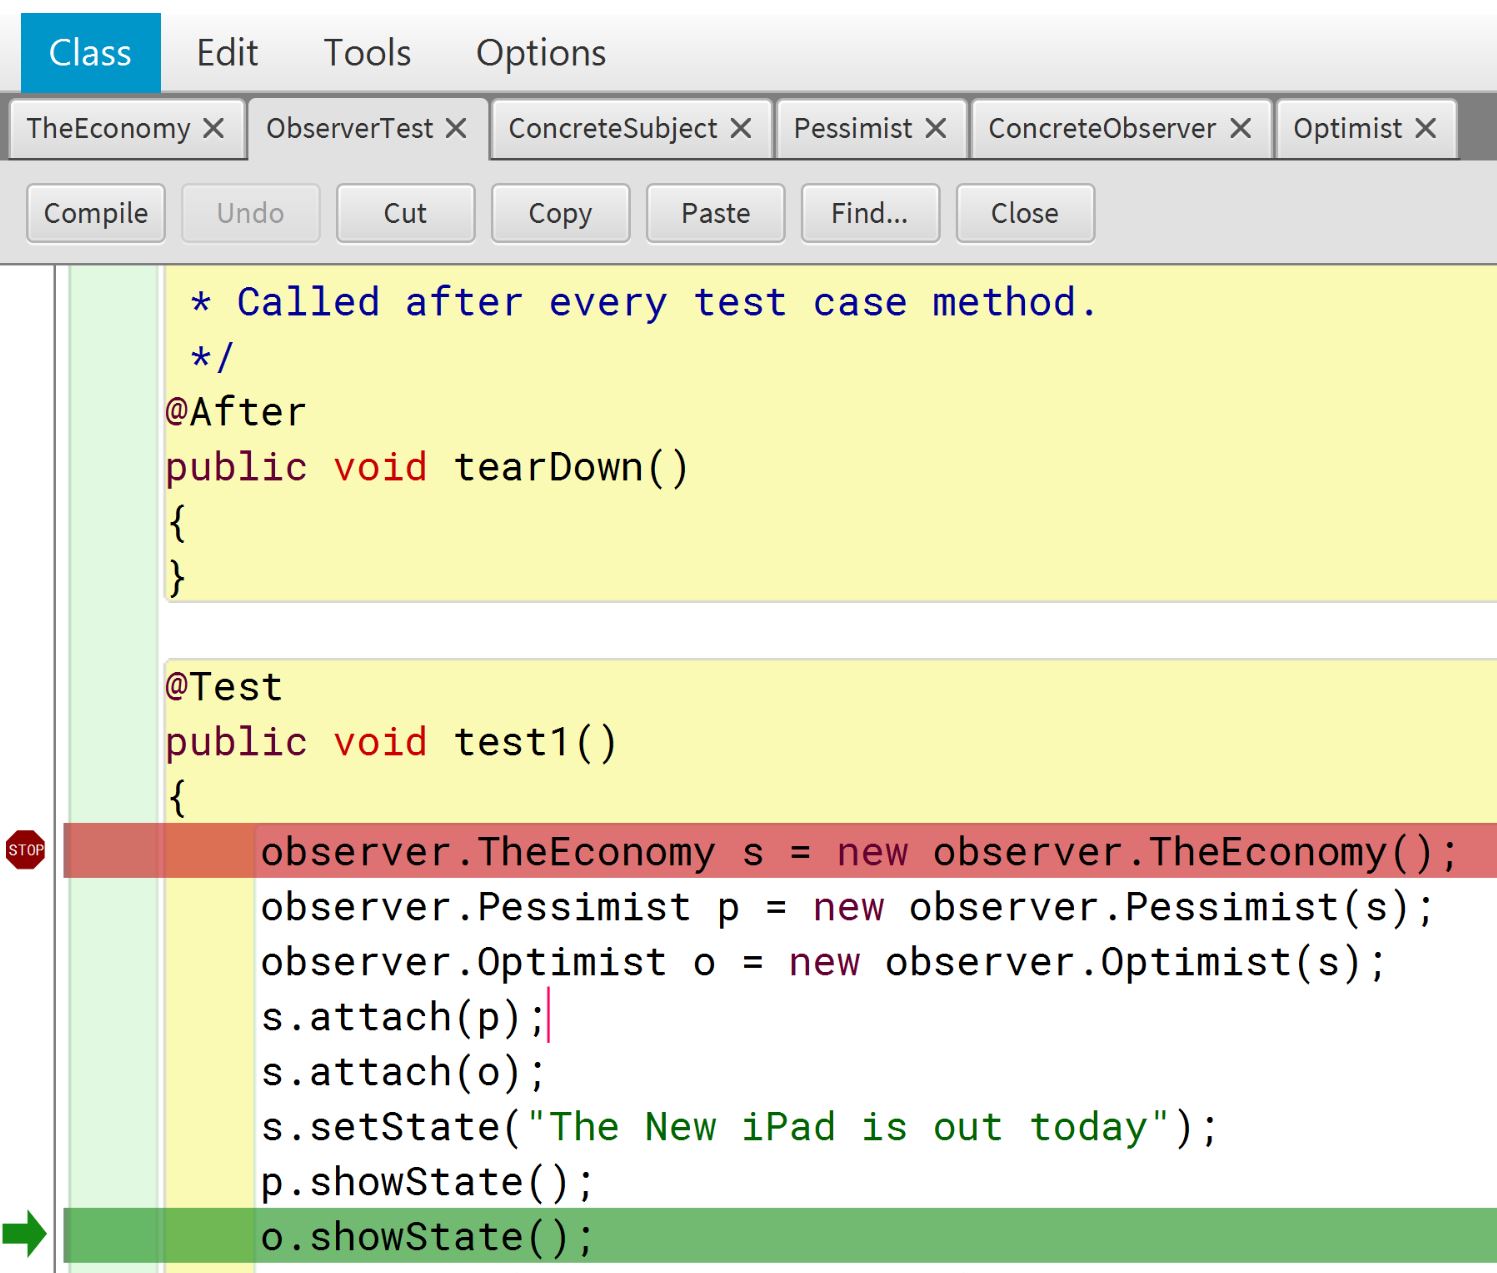 Class Edit Tools Options
TheEconomy ObserverTest ConcreteSubject Pessimist ConcreteObserver Optimist
Compile Undo Cut Copy Paste Find... Close
* Called after every test case method.
*/
@After
public void tearDown()
{
}
@Test
public void test1()
{
STOP observer.TheEconomy s = new observer.TheEconomy();
observer.Pessimist p = new observer.Pessimist(s);
observer.Optimist o = new observer.Optimist(s);
s.attach(p);
s.attach(o);
s.setState("The New iPad is out today");
p.showState();
o.showState();